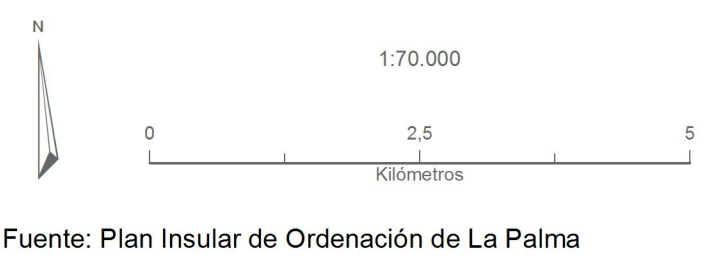 N
1:70.000
0 2,5 5
Kilómetros
Fuente: Plan Insular de Ordenación de La Palma